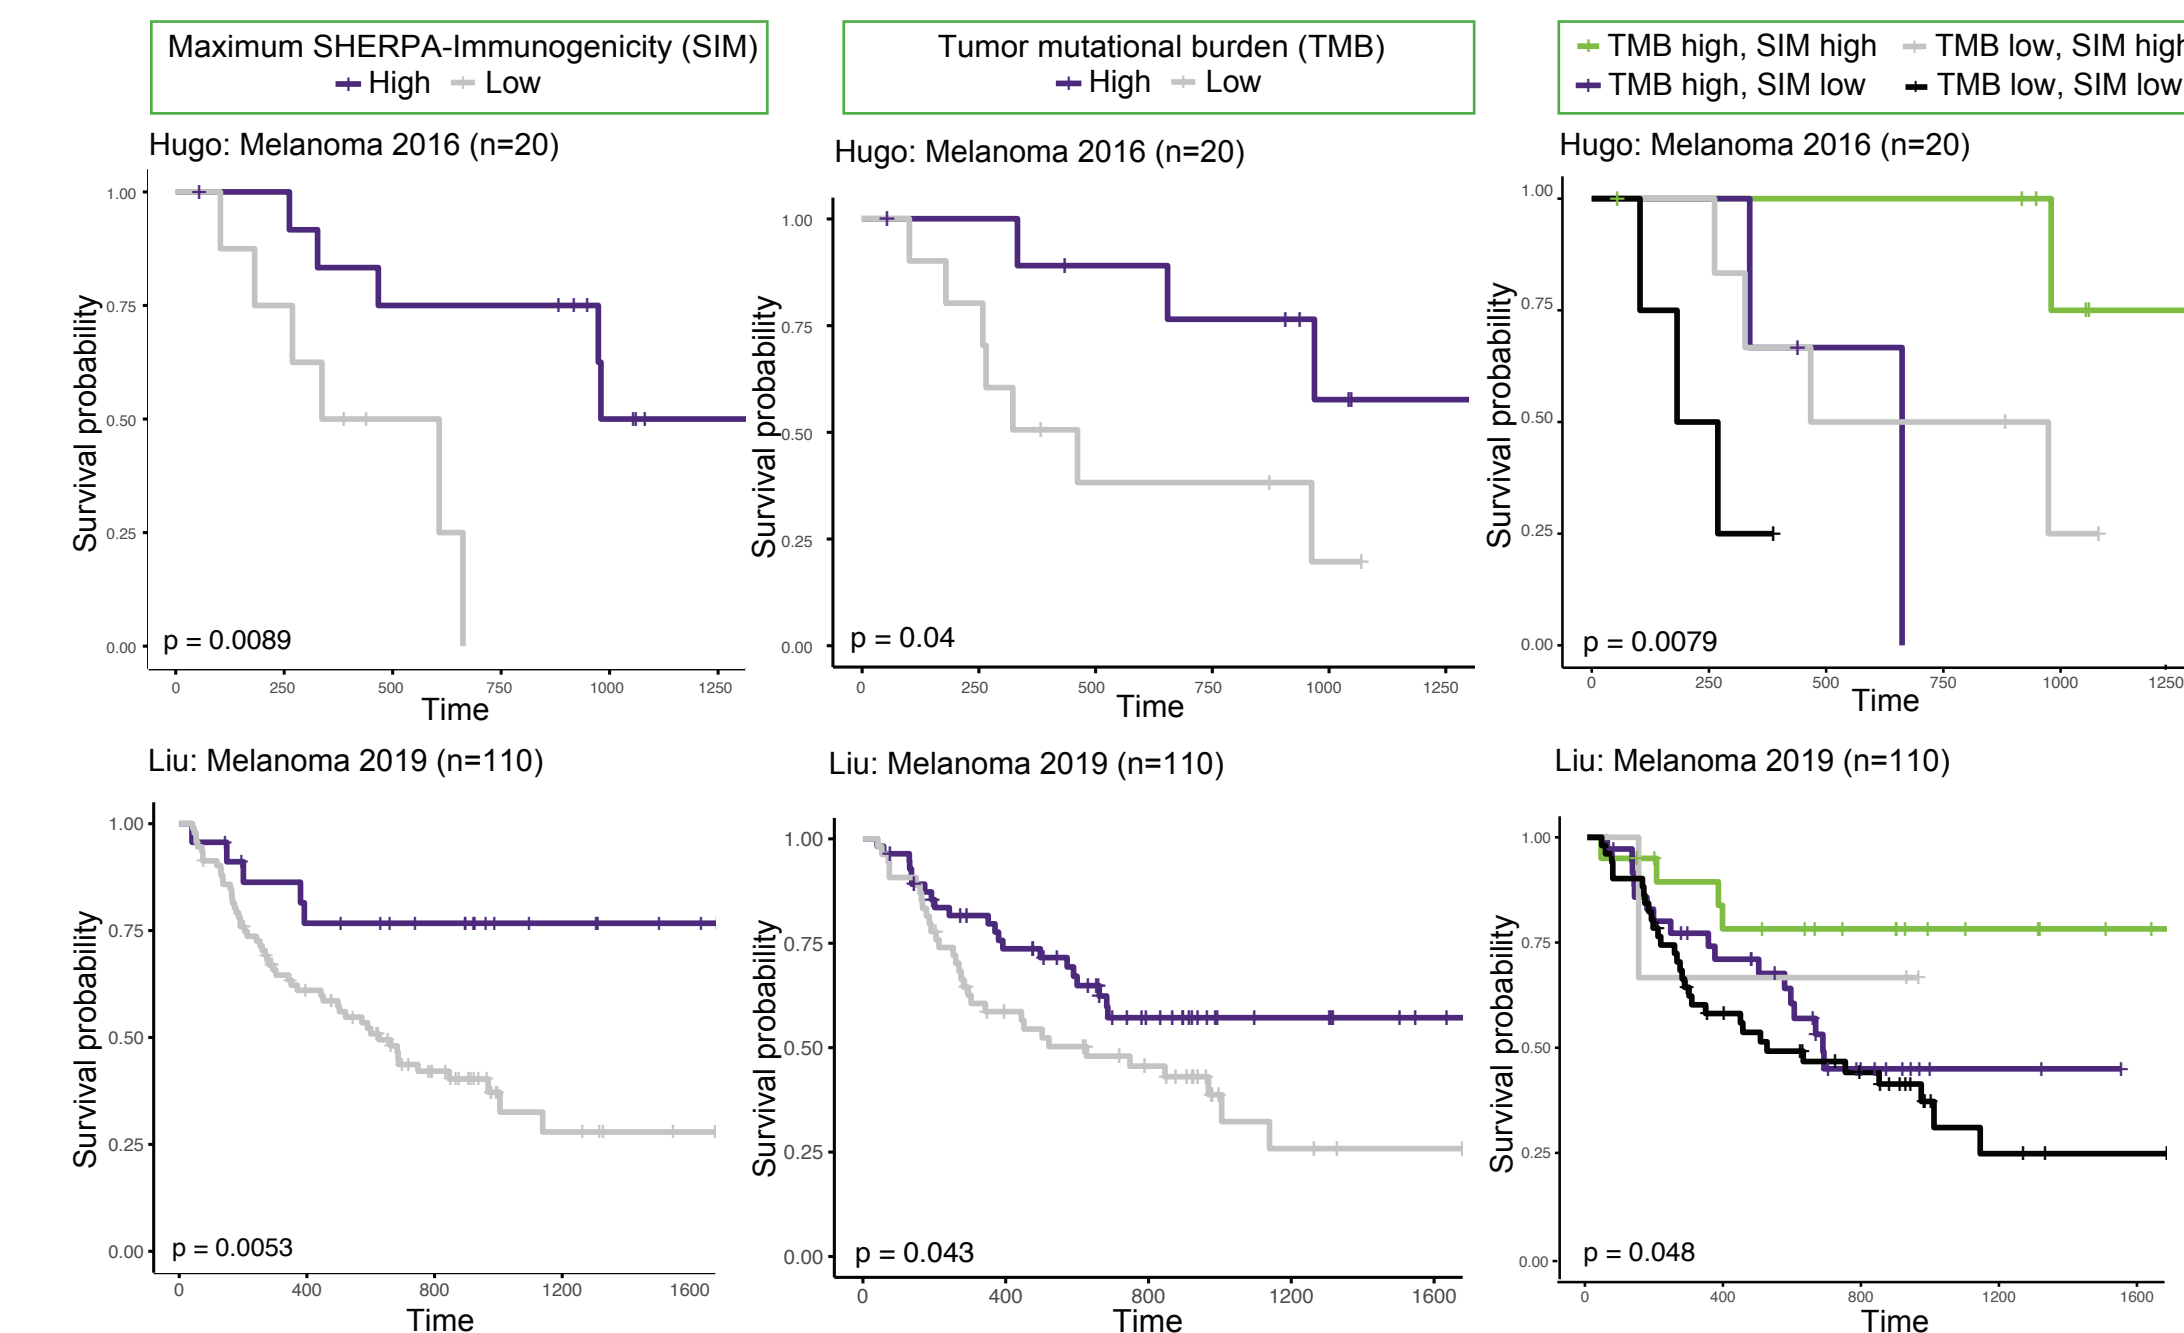 Maximum SHERPA-Immunogenicity (SIM)
High Low
Tumor mutational burden (TMB)
High Low
TMB high, SIM high TMB low, SIM high
TMB high, SIM low TMB low, SIM low
Hugo: Melanoma 2016 (n=20)
Survival probability
1.00
0.75
0.50
0.25
0.00
p = 0.0089
0 250 500 750 1000 1250
Time
Hugo: Melanoma 2016 (n=20)
Survival probability
1.00
0.75
0.50
0.25
0.00
p = 0.04
0 250 500 750 1000 1250
Time
Hugo: Melanoma 2016 (n=20)
Survival probability
1.00
0.75
0.50
0.25
0.00
p = 0.0079
0 250 500 750 1000 1250
Time
Liu: Melanoma 2019 (n=110)
Survival probability
1.00
0.75
0.50
0.25
0.00
p = 0.0053
0 400 800 1200 1600
Time
Liu: Melanoma 2019 (n=110)
Survival probability
1.00
0.75
0.50
0.25
0.00
p = 0.043
0 400 800 1200 1600
Time
Liu: Melanoma 2019 (n=110)
Survival probability
1.00
0.75
0.50
0.25
0.00
p = 0.048
0 400 800 1200 1600
Time